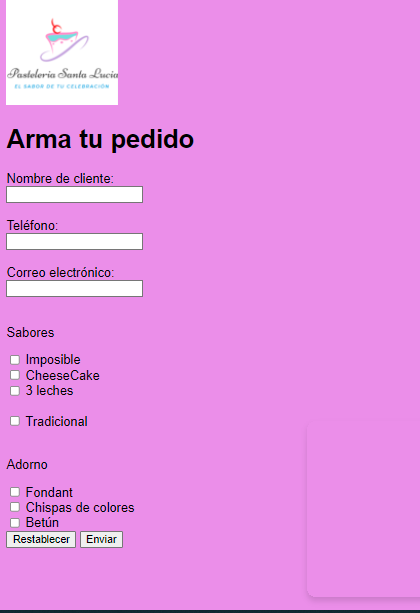 Pastelería Santa Lucia
EL SABOR DE TU CELEBRACIÓN
Arma tu pedido
Nombre de cliente:
Teléfono:
Correo electrónico:
Sabores
Imposible
CheeseCake
3 leches
Tradicional
Adorno
Fondant
Chispas de colores
Betún
Restablecer Enviar